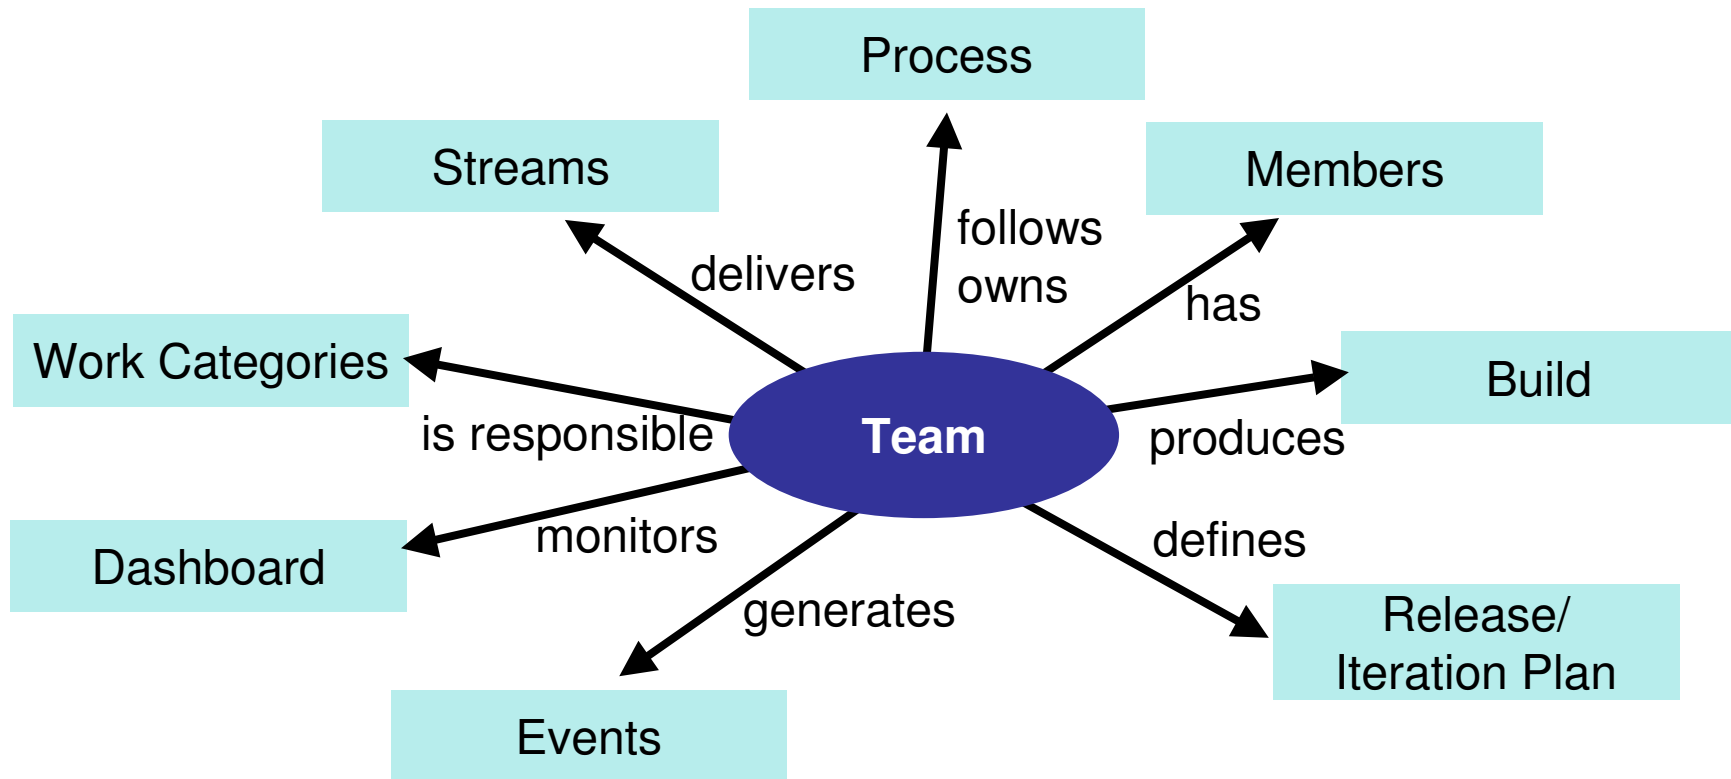 Process
Streams
Members
follows
owns
delivers
has
Work Categories
Build
is responsible
Team
produces
Dashboard
monitors
defines
generates
Release/
Iteration Plan
Events